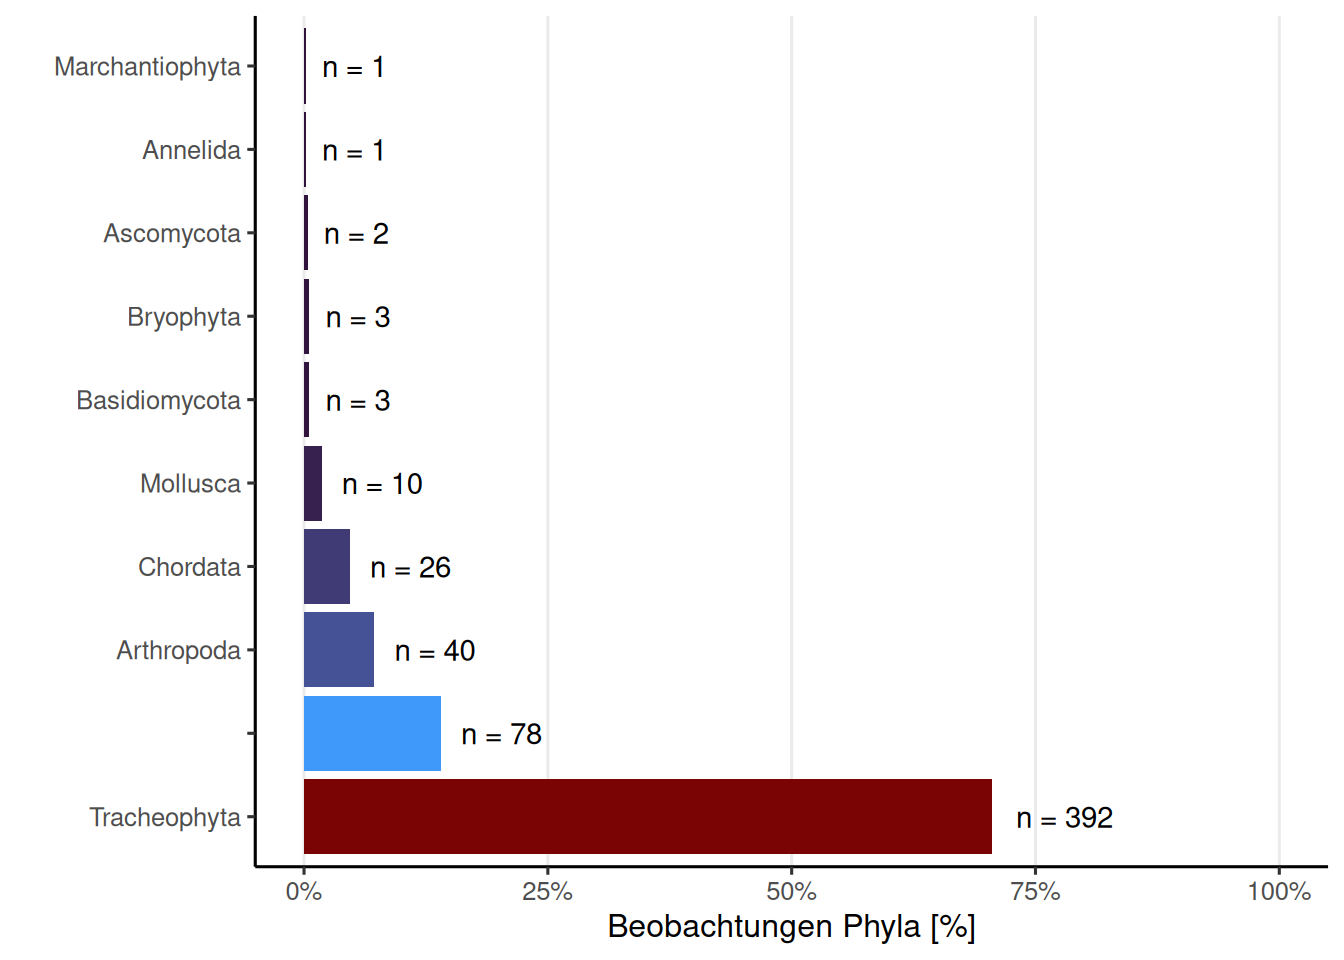 Marchantiophyta n = 1
Annelida n = 1
Ascomycota n = 2
Bryophyta n = 3
Basidiomycota n = 3
Mollusca n = 10
Chordata n = 26
Arthropoda n = 40
n = 78
Tracheophyta n = 392
0% 25% 50% 75% 100%
Beobachtungen Phyla [%]